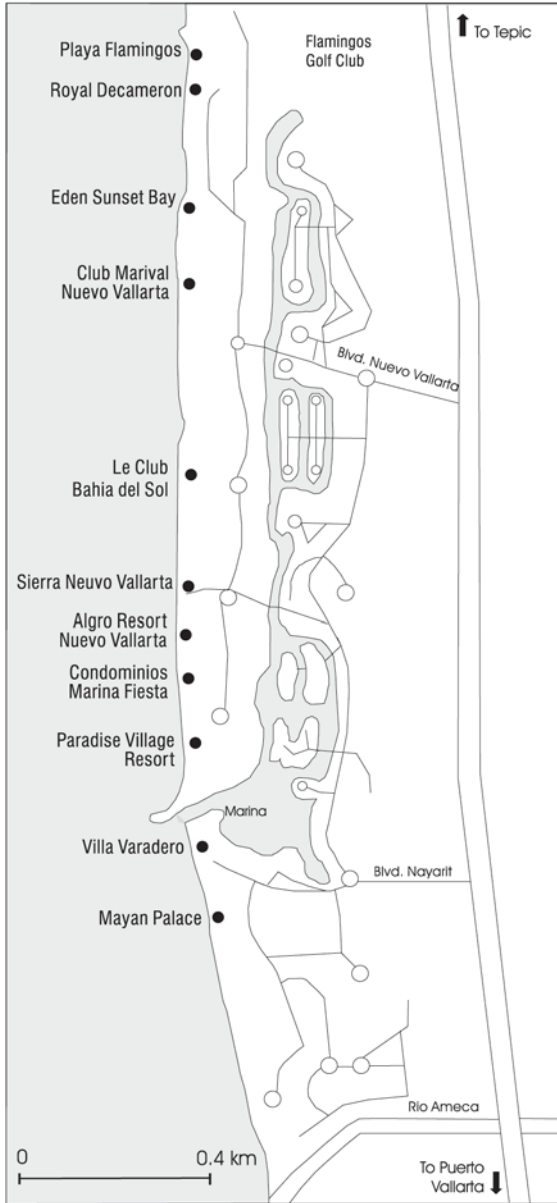 Playa Flamingos
Flamingos
Golf Club
To Tepic
Royal Decameron
Eden Sunset Bay
Club Marival
Nuevo Vallarta
Blvd. Nuevo Vallarta
Le Club
Bahia del Sol
Sierra Neuvo Vallarta
Algro Resort
Nuevo Vallarta
Condominios
Marina Fiesta
Paradise Village
Resort
Marina
Villa Varadero
Blvd. Nayarit
Mayan Palace
Rio Ameca
0 0.4 km
To Puerto
Vallarta